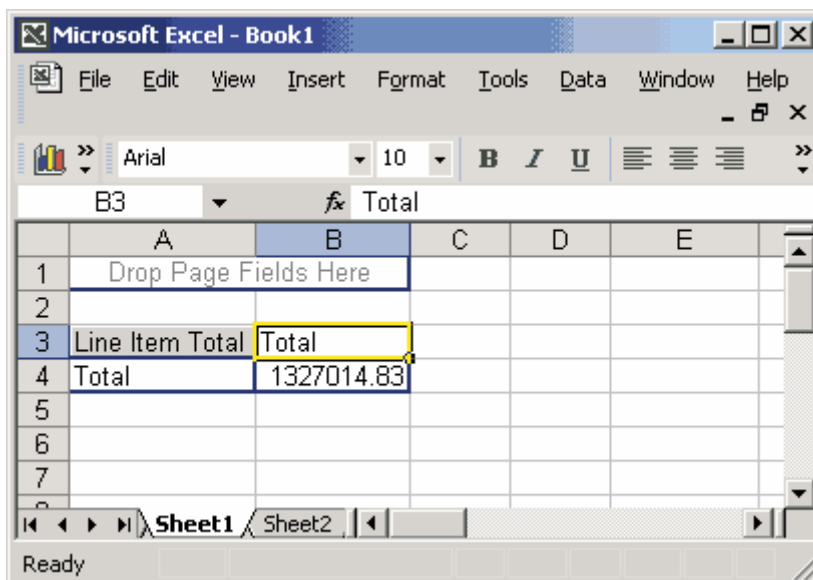 Microsoft Excel - Book1
File Edit View Insert Format Tools Data Window Help
Arial 10 B I U
B3 fx Total
A B C D E
1 Drop Page Fields Here
2
3 Line Item Total Total
4 Total 1327014.83
5
6
7
Sheet1 Sheet2
Ready